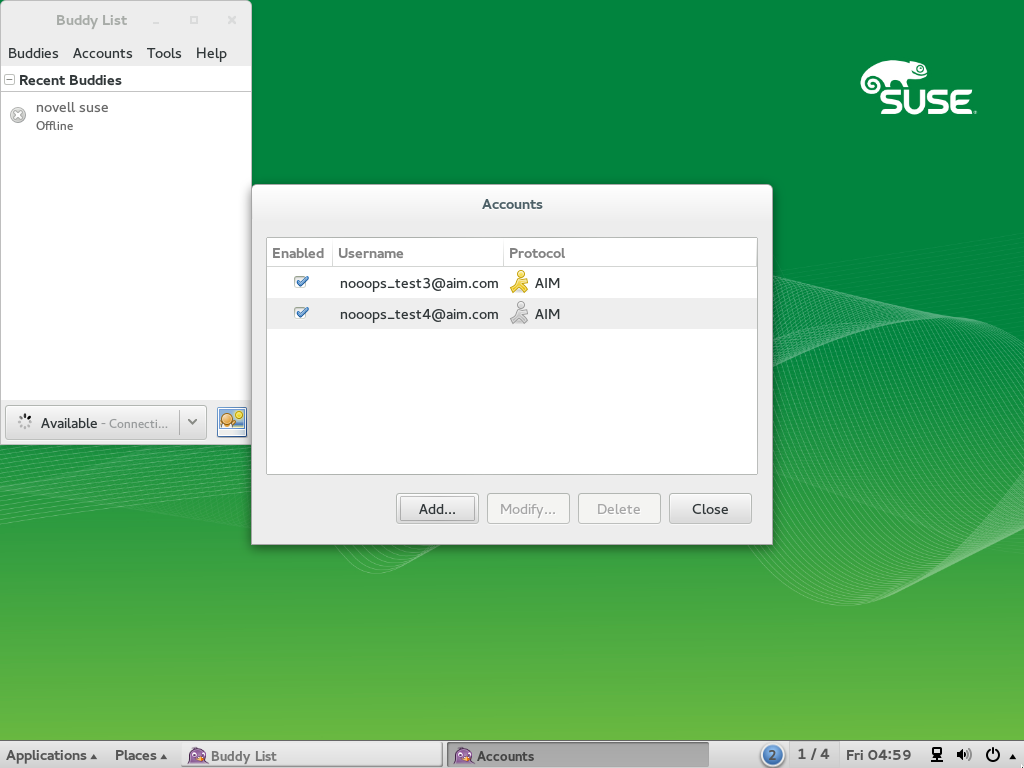 Buddy List
Buddies Accounts Tools Help
Recent Buddies
novell suse
Offline
SUSE
Accounts
Enabled Username Protocol
nooops_test3@aim.com AIM
nooops_test4@aim.com AIM
Available - Connecti...
Add... Modify... Delete Close
Applications Places Buddy List Accounts 2 1 / 4 Fri 04:59